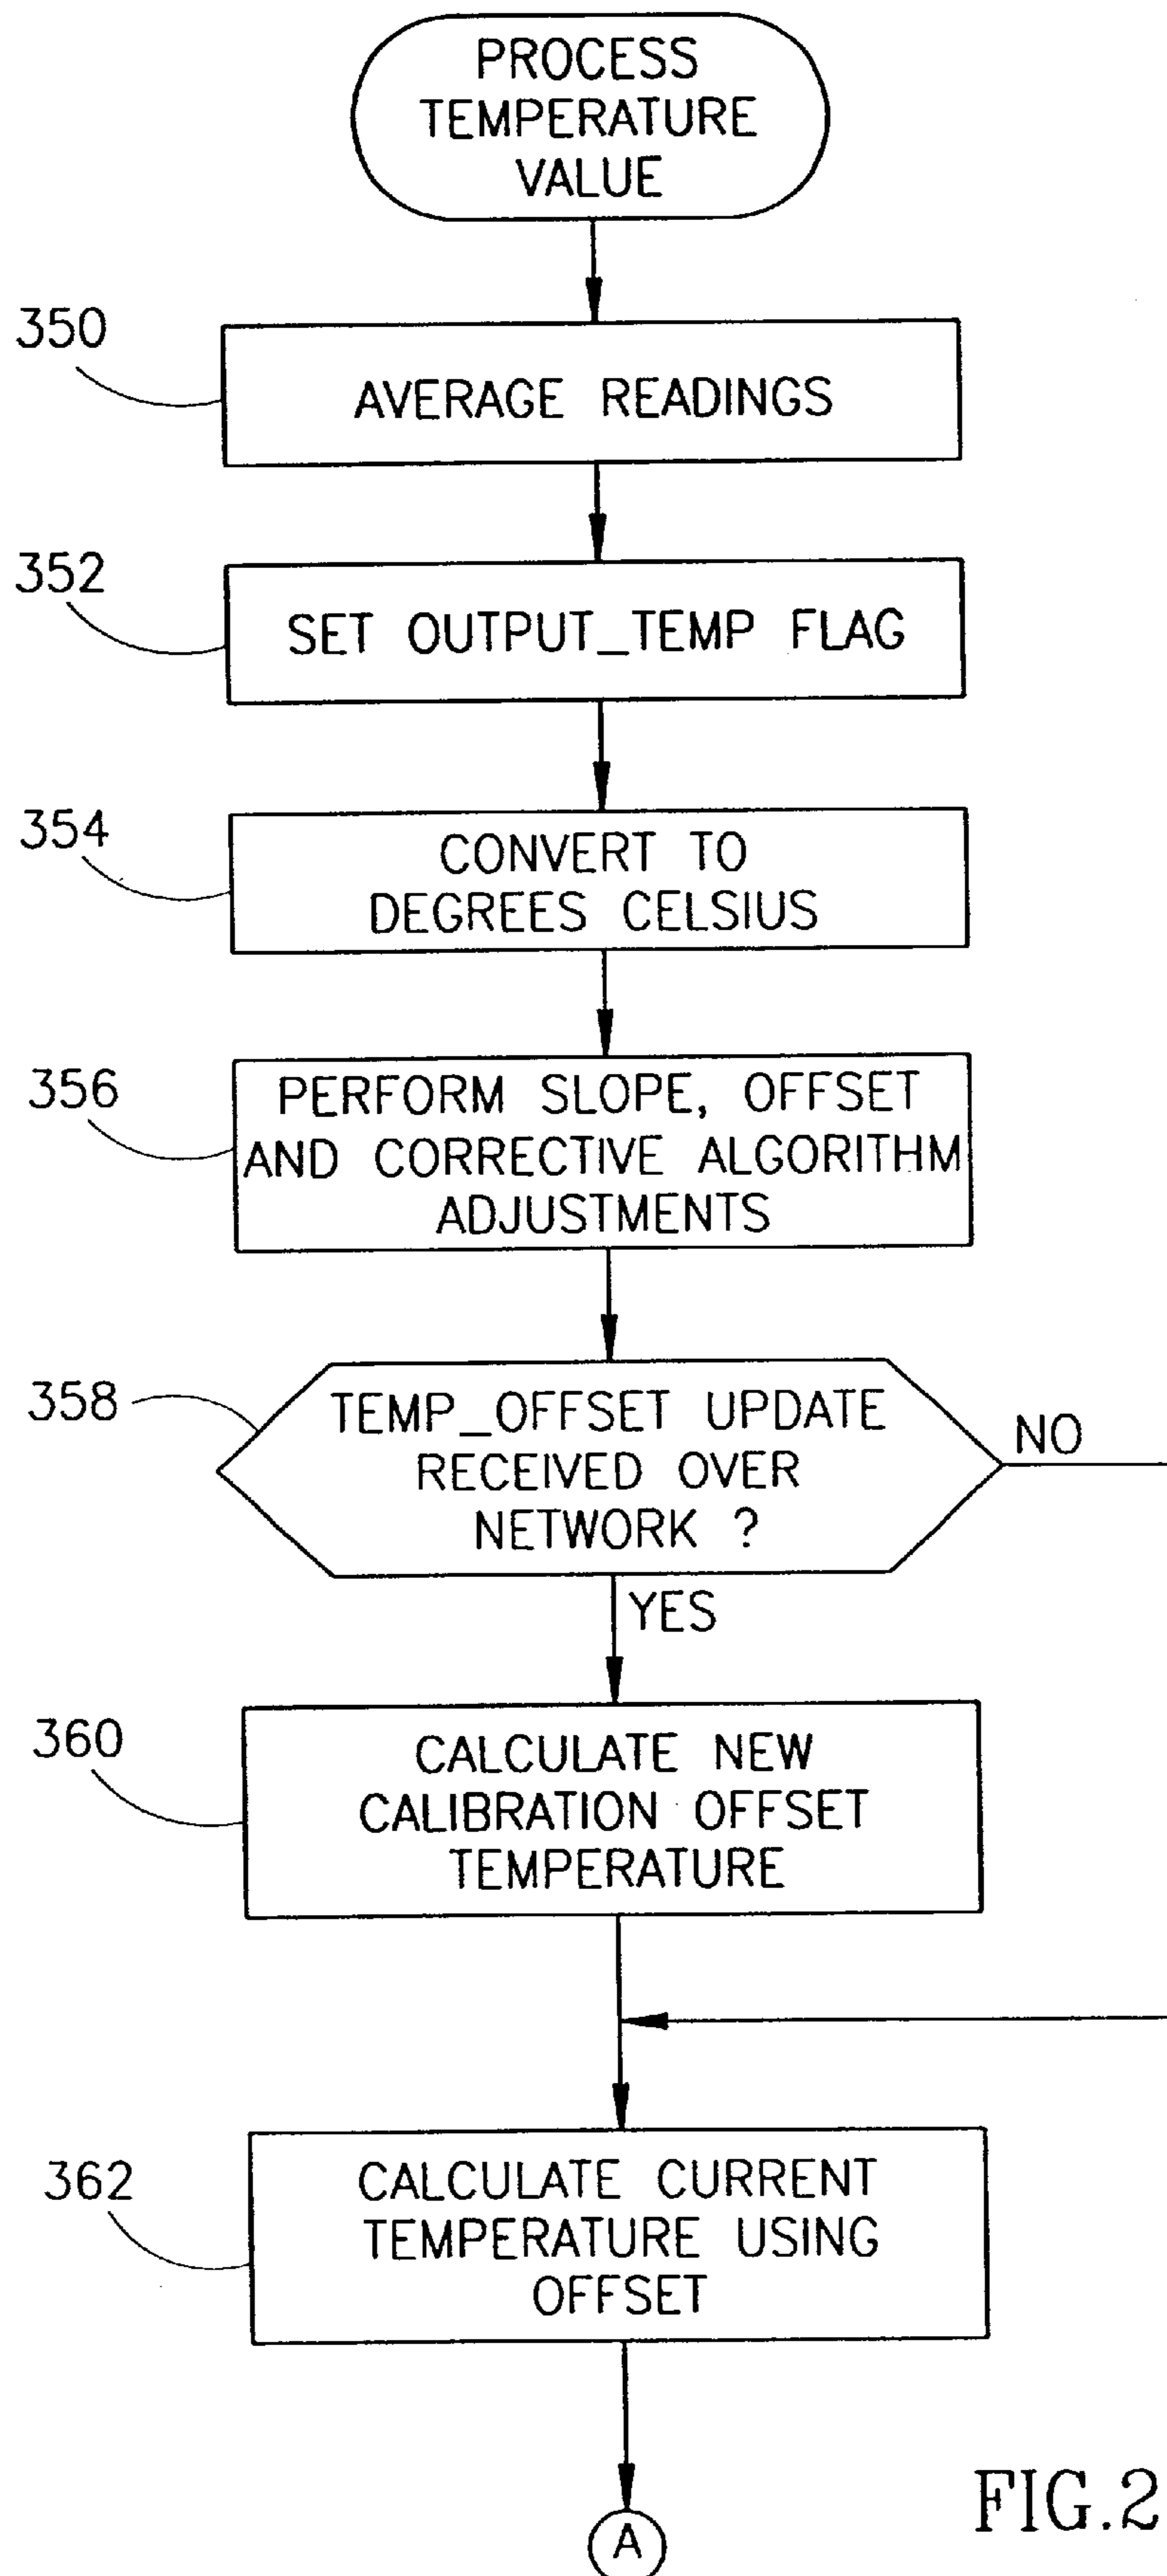 PROCESS
TEMPERATURE
VALUE
350
AVERAGE READINGS
352
SET OUTPUT_TEMP FLAG
354
CONVERT TO
DEGREES CELSIUS
356
PERFORM SLOPE, OFFSET
AND CORRECTIVE ALGORITHM
ADJUSTMENTS
358
TEMP_OFFSET UPDATE
RECEIVED OVER
NETWORK ?
NO
YES
360
CALCULATE NEW
CALIBRATION OFFSET
TEMPERATURE
362
CALCULATE CURRENT
TEMPERATURE USING
OFFSET
A
FIG.2